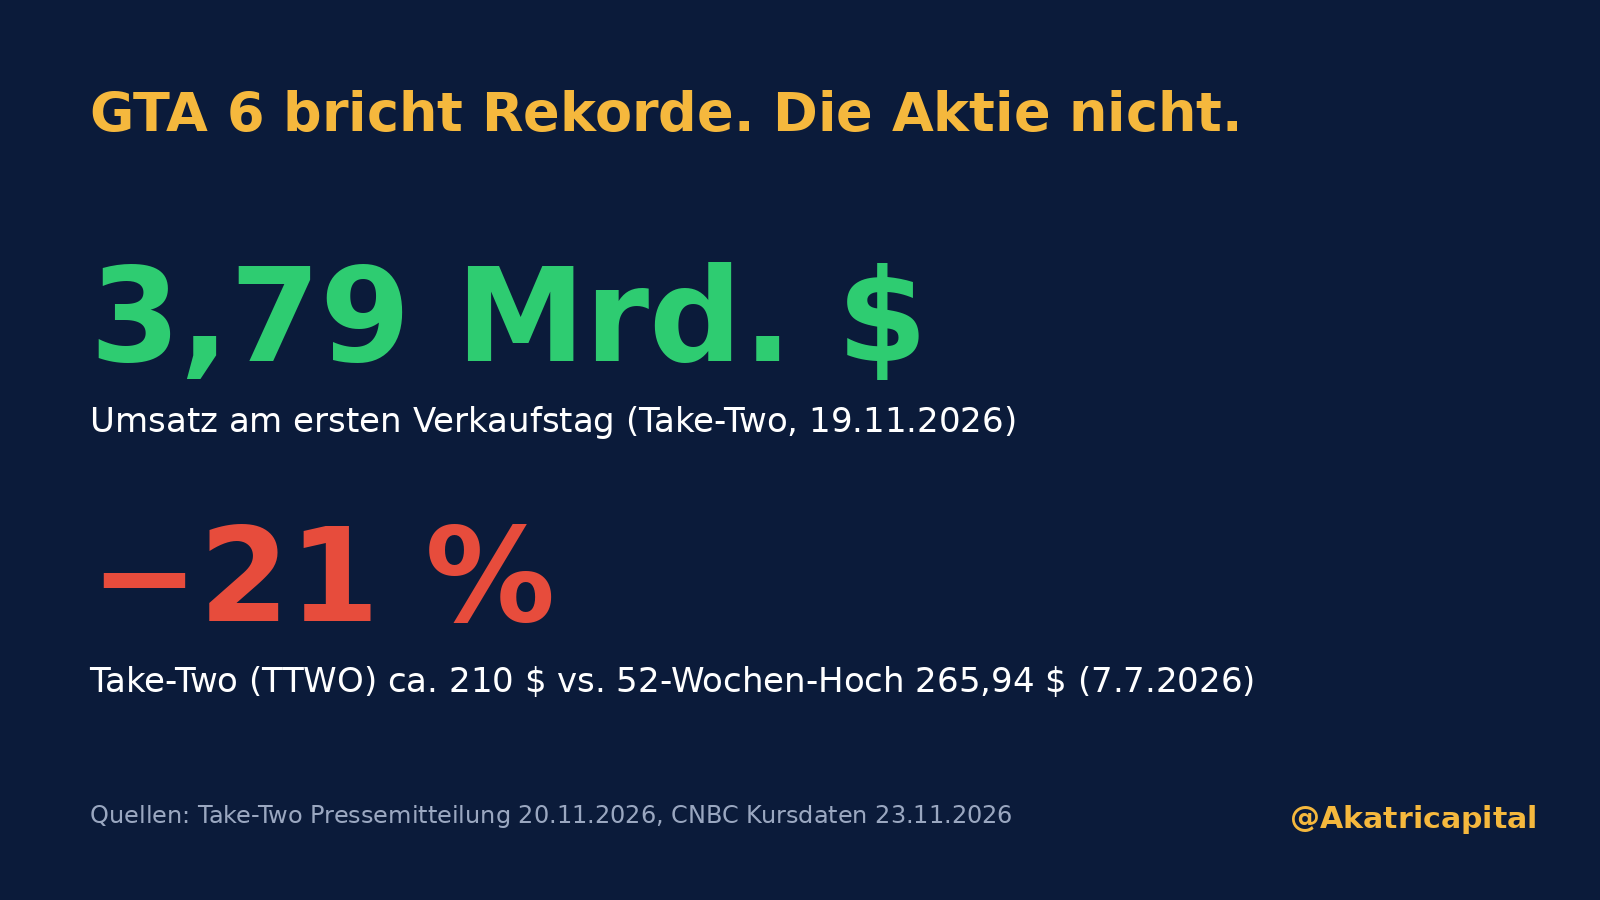 GTA 6 bricht Rekorde. Die Aktie nicht.
3,79 Mrd. $
Umsatz am ersten Verkaufstag (Take-Two, 19.11.2026)
−21 %
Take-Two (TTWO) ca. 210 $ vs. 52-Wochen-Hoch 265,94 $ (7.7.2026)
Quellen: Take-Two Pressemitteilung 20.11.2026, CNBC Kursdaten 23.11.2026
@Akatricapital